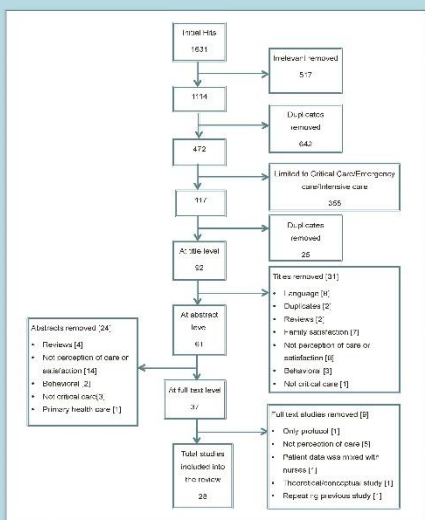 Initial Hits
1631
Irrelevant removed
517
1114
Duplicates
removed
642
472
Limited to Critical Care/Emergency
care/Intensive care
355
117
Duplicates
removed
25
At title level
92
Titles removed [31]
• Language [8]
• Duplicates [2]
• Reviews [2]
• Family satisfaction [7]
• Not perception of care or
satisfaction [8]
• Behavioral [3]
• Not critical care [1]
At abstract
level
61
Abstracts removed [24]
• Reviews [4]
• Not perception of care or
satisfaction [14]
• Behavioral [2]
• Not critical care[3]
• Primary health care [1]
At full text level
37
Full text studies removed [9]
• Only protocol [1]
• Not perception of care [5]
• Patient data was mixed with
nurses [1]
• Theoretical/conceptual study [1]
• Repeating previous study [1]
Total studies
included into the
review
28